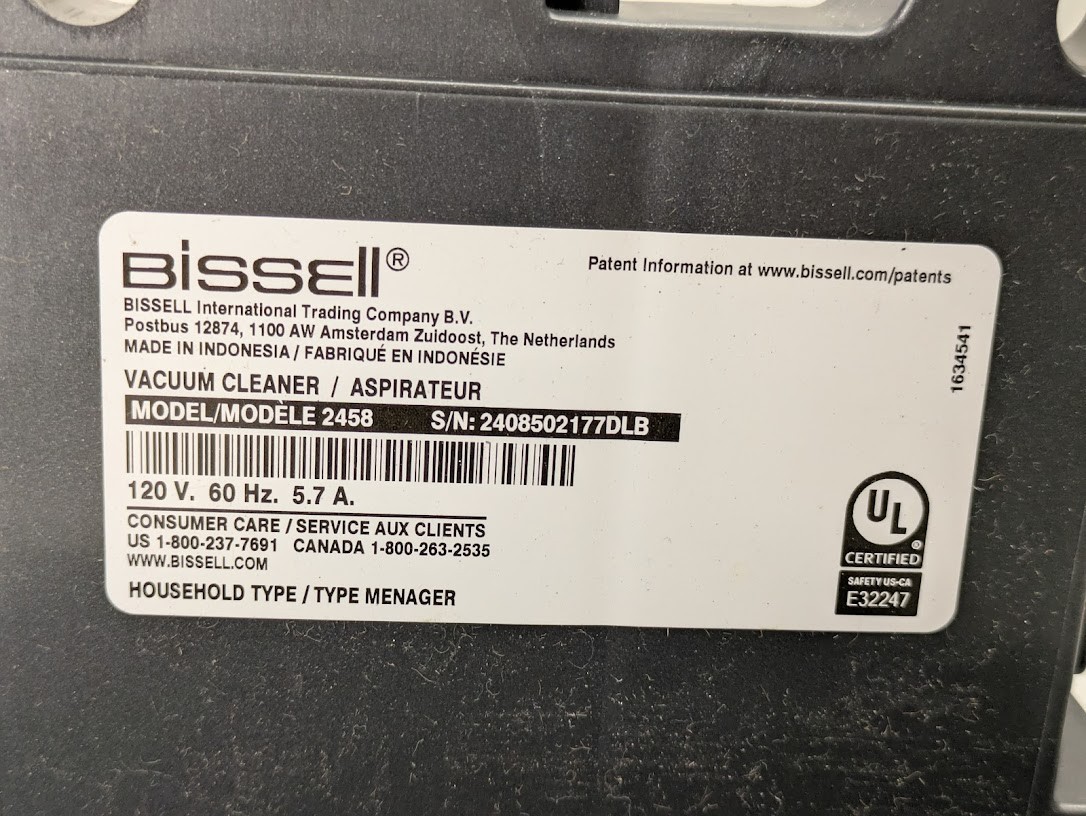 BISSELL®
Patent Information at www.bissell.com/patents
BISSELL International Trading Company B.V.
Postbus 12874, 1100 AW Amsterdam Zuidoost, The Netherlands
MADE IN INDONESIA / FABRIQUÉ EN INDONÉSIE
VACUUM CLEANER / ASPIRATEUR
MODEL/MODÈLE 2458 S/N: 2408502177DLB
120 V. 60 Hz. 5.7 A.
CONSUMER CARE / SERVICE AUX CLIENTS
US 1-800-237-7691 CANADA 1-800-263-2535
WWW.BISSELL.COM
HOUSEHOLD TYPE / TYPE MENAGER
1634541
UL
®
CERTIFIED
SAFETY US-CA
E32247